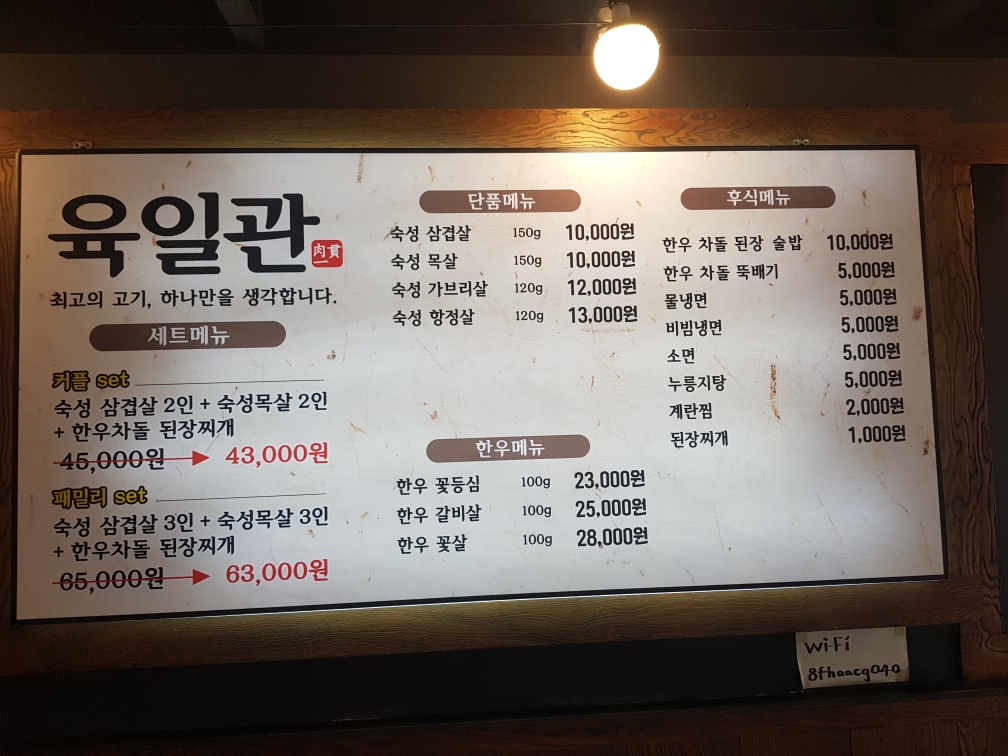 육일관
肉貫
一
최고의 고기, 하나만을 생각합니다.
세트메뉴
커플 set
숙성 삼겹살 2인 + 숙성목살 2인
+ 한우차돌 된장찌개
45,000원 43,000원
패밀리 set
숙성 삼겹살 3인 + 숙성목살 3인
+ 한우차돌 된장찌개
65,000원 63,000원
단품메뉴
숙성 삼겹살 150g 10,000원
숙성 목살 150g 10,000원
숙성 가브리살 120g 12,000원
숙성 항정살 120g 13,000원
한우메뉴
한우 꽃등심 100g 23,000원
한우 갈비살 100g 25,000원
한우 꽃살 100g 28,000원
후식메뉴
한우 차돌 된장 술밥 10,000원
한우 차돌 뚝배기 5,000원
물냉면 5,000원
비빔냉면 5,000원
소면 5,000원
누룽지탕 5,000원
계란찜 2,000원
된장찌개 1,000원
Wi-Fi
8fhaacg040